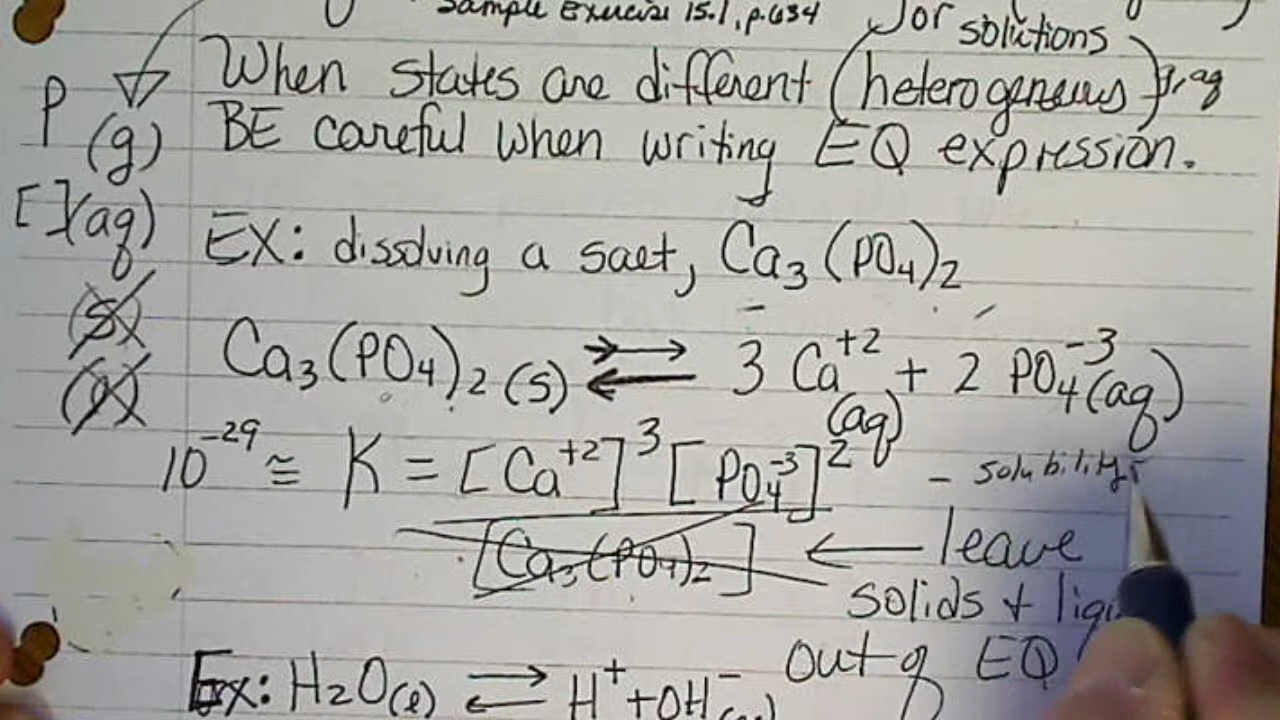 Sample Exercise 15.1, p.634
for solutions
When states are different (heterogeneous)
P (g) BE careful when writing EQ expression.
[ ](aq) EX: dissolving a salt, Ca3(PO4)2
(s) Ca3(PO4)2(s) ⇌ 3 Ca+2(aq) + 2 PO4-3(aq)
(l)
10-29 ≅ K = [Ca+2]3 [PO4-3]2 – solubility
[Ca3(PO4)2] ← leave
solids +
out of EQ
Ex: H2O(l) ⇌ H+ + OH-